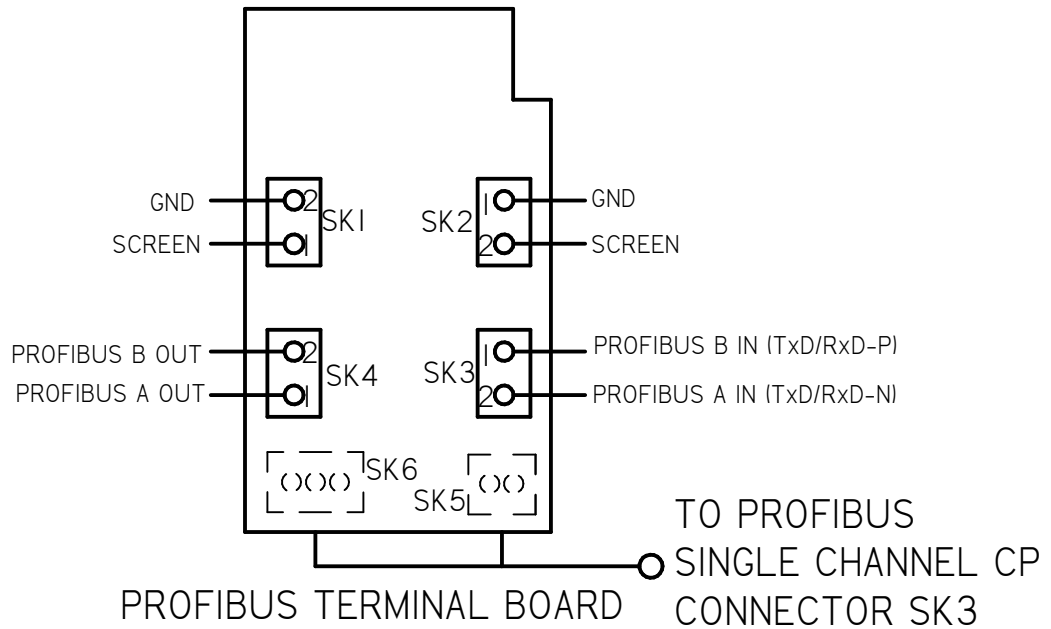 GND
2
SK1
SCREEN
1
1
GND
SK2
2
SCREEN
PROFIBUS B OUT
2
SK4
PROFIBUS A OUT
1
1
PROFIBUS B IN (TxD/RxD-P)
SK3
2
PROFIBUS A IN (TxD/RxD-N)
SK6
SK5
TO PROFIBUS
SINGLE CHANNEL CP
CONNECTOR SK3
PROFIBUS TERMINAL BOARD